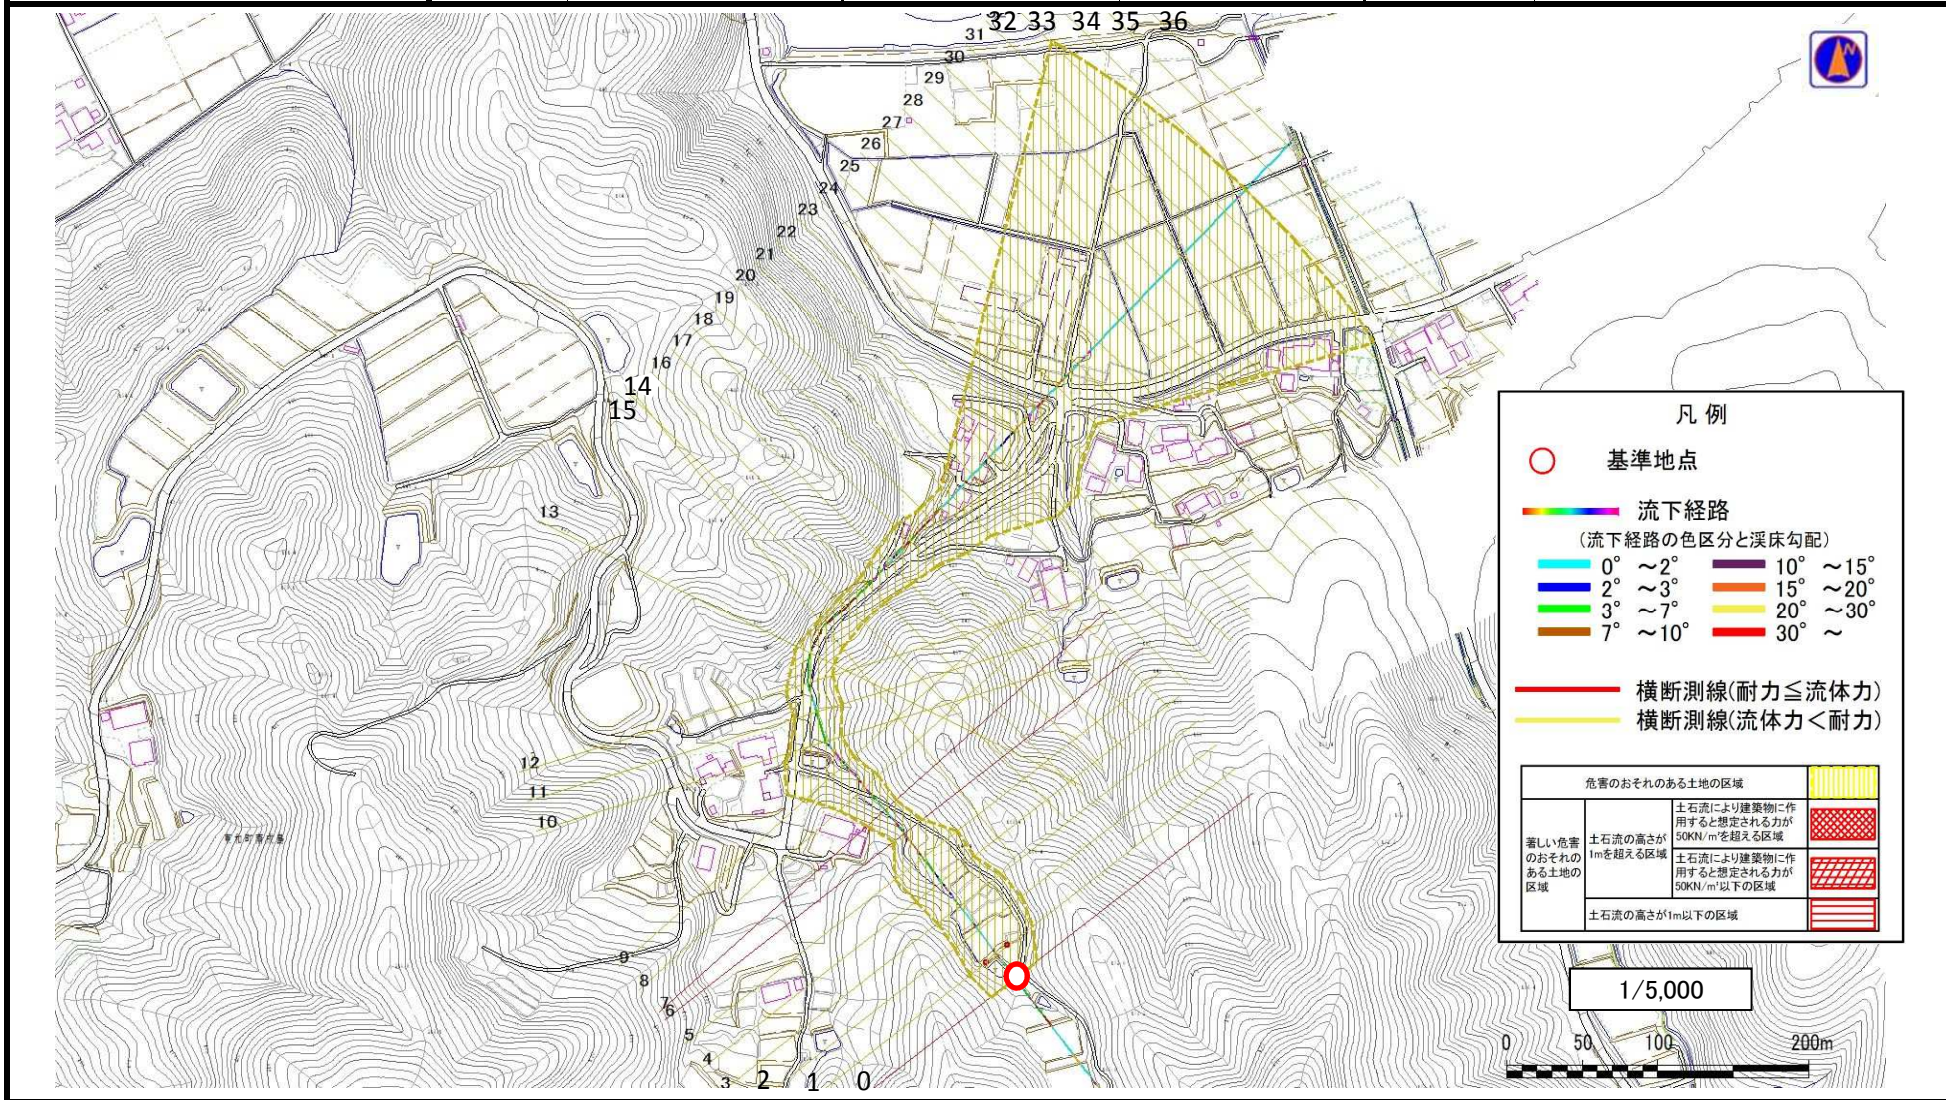 32 33 34 35 36
31
30
29
28
27
26
25
24
23
22
21
20
19
18
17
16
14
15
13
12
11
10
9
8
7
6
5
4
3
2
1
0
N
凡例
基準地点
流下経路
(流下経路の色区分と渓床勾配)
0° ～2° 10° ～15°
2° ～3° 15° ～20°
3° ～7° 20° ～30°
7° ～10° 30° ～
横断測線(耐力≦流体力)
横断測線(流体力＜耐力)
危害のおそれのある土地の区域
著しい危害
のおそれの
ある土地の
区域
土石流の高さが
1mを超える区域
土石流により建築物に作
用すると想定される力が
50KN/㎡を超える区域
土石流により建築物に作
用すると想定される力が
50KN/㎡以下の区域
土石流の高さが1m以下の区域
1/5,000
0 50 100 200m